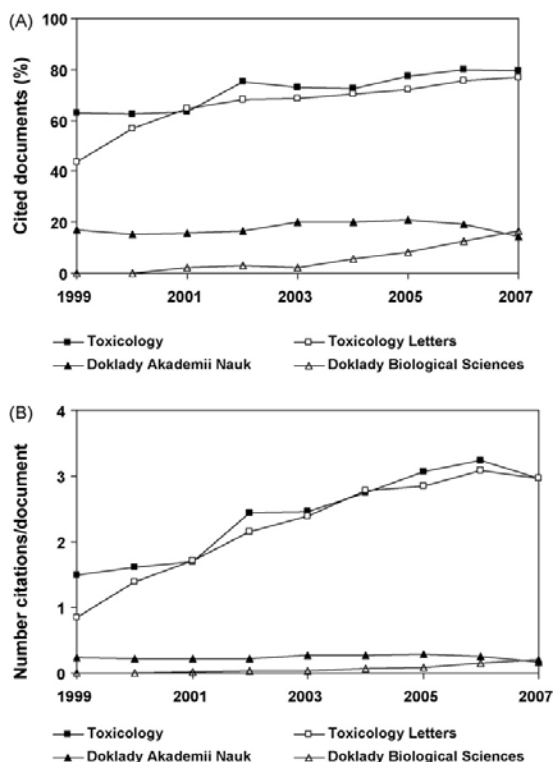 (A)
Cited documents (%)
100
80
60
40
20
0
1999 2001 2003 2005 2007
Toxicology Toxicology Letters
Doklady Akademii Nauk Doklady Biological Sciences
(B)
Number citations/document
4
3
2
1
0
1999 2001 2003 2005 2007
Toxicology Toxicology Letters
Doklady Akademii Nauk Doklady Biological Sciences